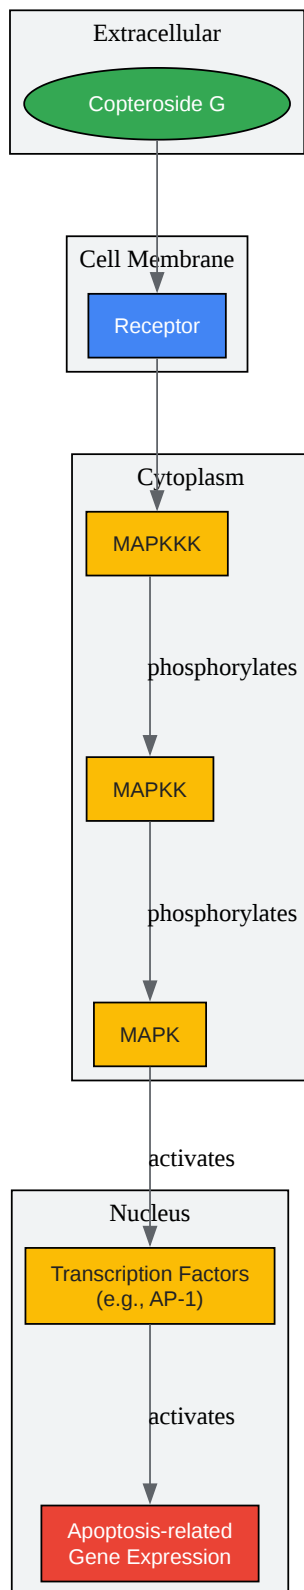 Extracellular
Copteroside G
Cell Membrane
Receptor
Cytoplasm
MAPKKK
phosphorylates
MAPKK
phosphorylates
MAPK
activates
Nucleus
Transcription Factors
(e.g., AP-1)
activates
Apoptosis-related
Gene Expression